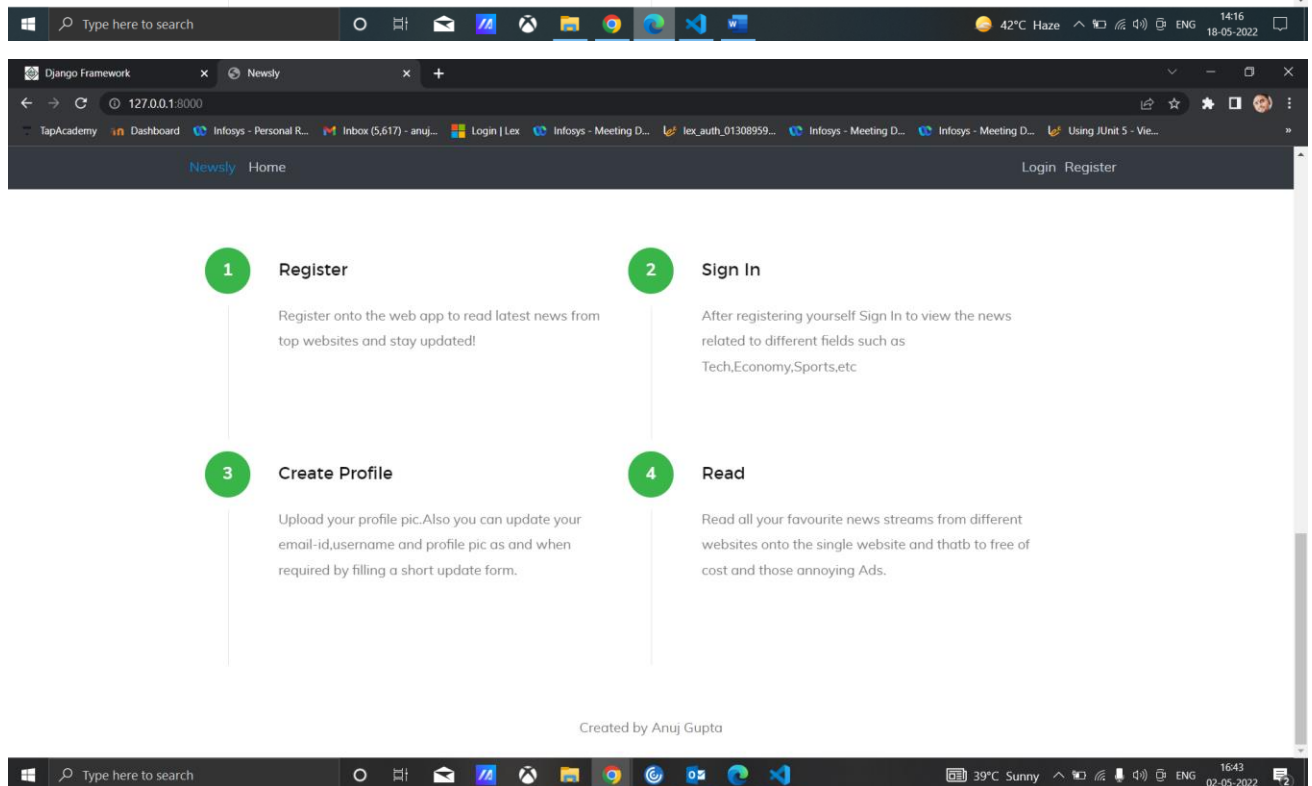 Type here to search
42°C Haze
ENG
14:16
18-05-2022
Django Framework
Newsly
127.0.0.1:8000
TapAcademy Dashboard Infosys - Personal R... Inbox (5,617) - anuj... Login | Lex Infosys - Meeting D... lex_auth_01308959... Infosys - Meeting D... Infosys - Meeting D... Using JUnit 5 - Vie... »
Newsly Home Login Register
1 Register
Register onto the web app to read latest news from
top websites and stay updated!
2 Sign In
After registering yourself Sign In to view the news
related to different fields such as
Tech,Economy,Sports,etc
3 Create Profile
Upload your profile pic.Also you can update your
email-id,username and profile pic as and when
required by filling a short update form.
4 Read
Read all your favourite news streams from different
websites onto the single website and thatb to free of
cost and those annoying Ads.
Created by Anuj Gupta
Type here to search
39°C Sunny
ENG
16:43
02-05-2022
2